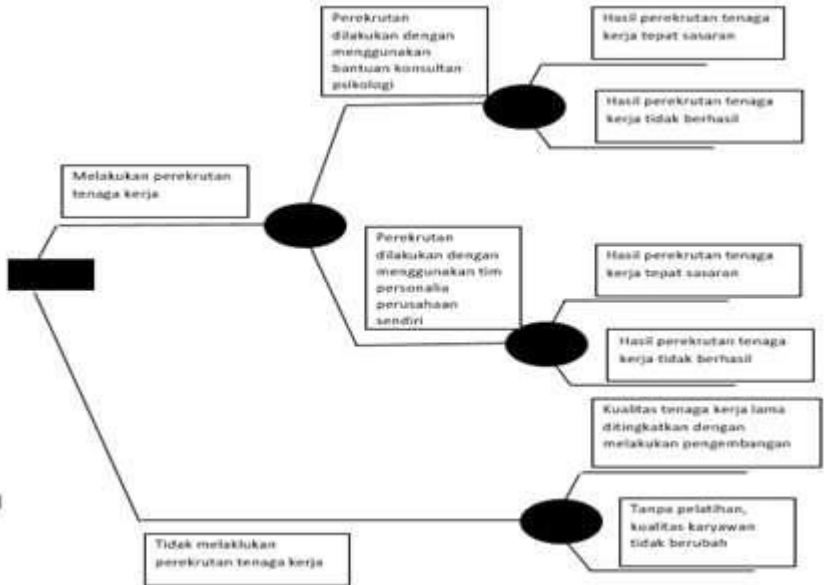 Perekrutan
dilakukan dengan
menggunakan
bantuan konsultan
psikologi
Hasil perekrutan tenaga
kerja tepat sasaran
Hasil perekrutan tenaga
kerja tidak berhasil
Melakukan perekrutan
tenaga kerja
Perekrutan
dilakukan dengan
menggunakan tim
personalia
perusahaan
sendiri
Hasil perekrutan tenaga
kerja tepat sasaran
Hasil perekrutan tenaga
kerja tidak berhasil
Kualitas tenaga kerja lama
ditingkatkan dengan
melakukan pengembangan
Tanpa pelatihan,
kualitas karyawan
tidak berubah
Tidak melaklukan
perekrutan tenaga kerja